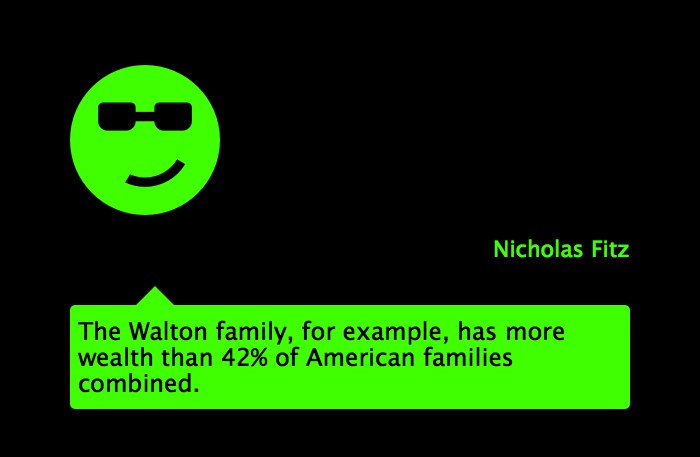 Nicholas Fitz
The Walton family, for example, has more
wealth than 42% of American families
combined.